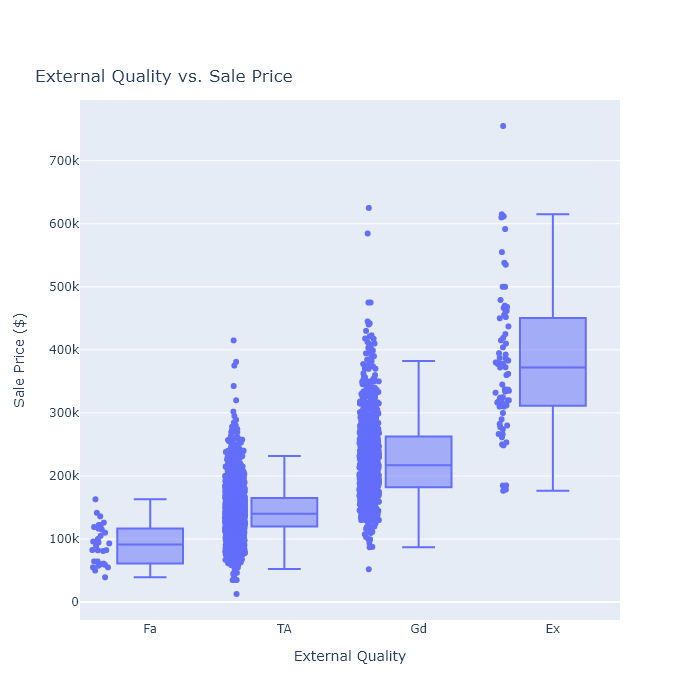 External Quality vs. Sale Price
700k
600k
500k
400k
300k
200k
100k
0
Sale Price ($)
Fa TA Gd Ex
External Quality